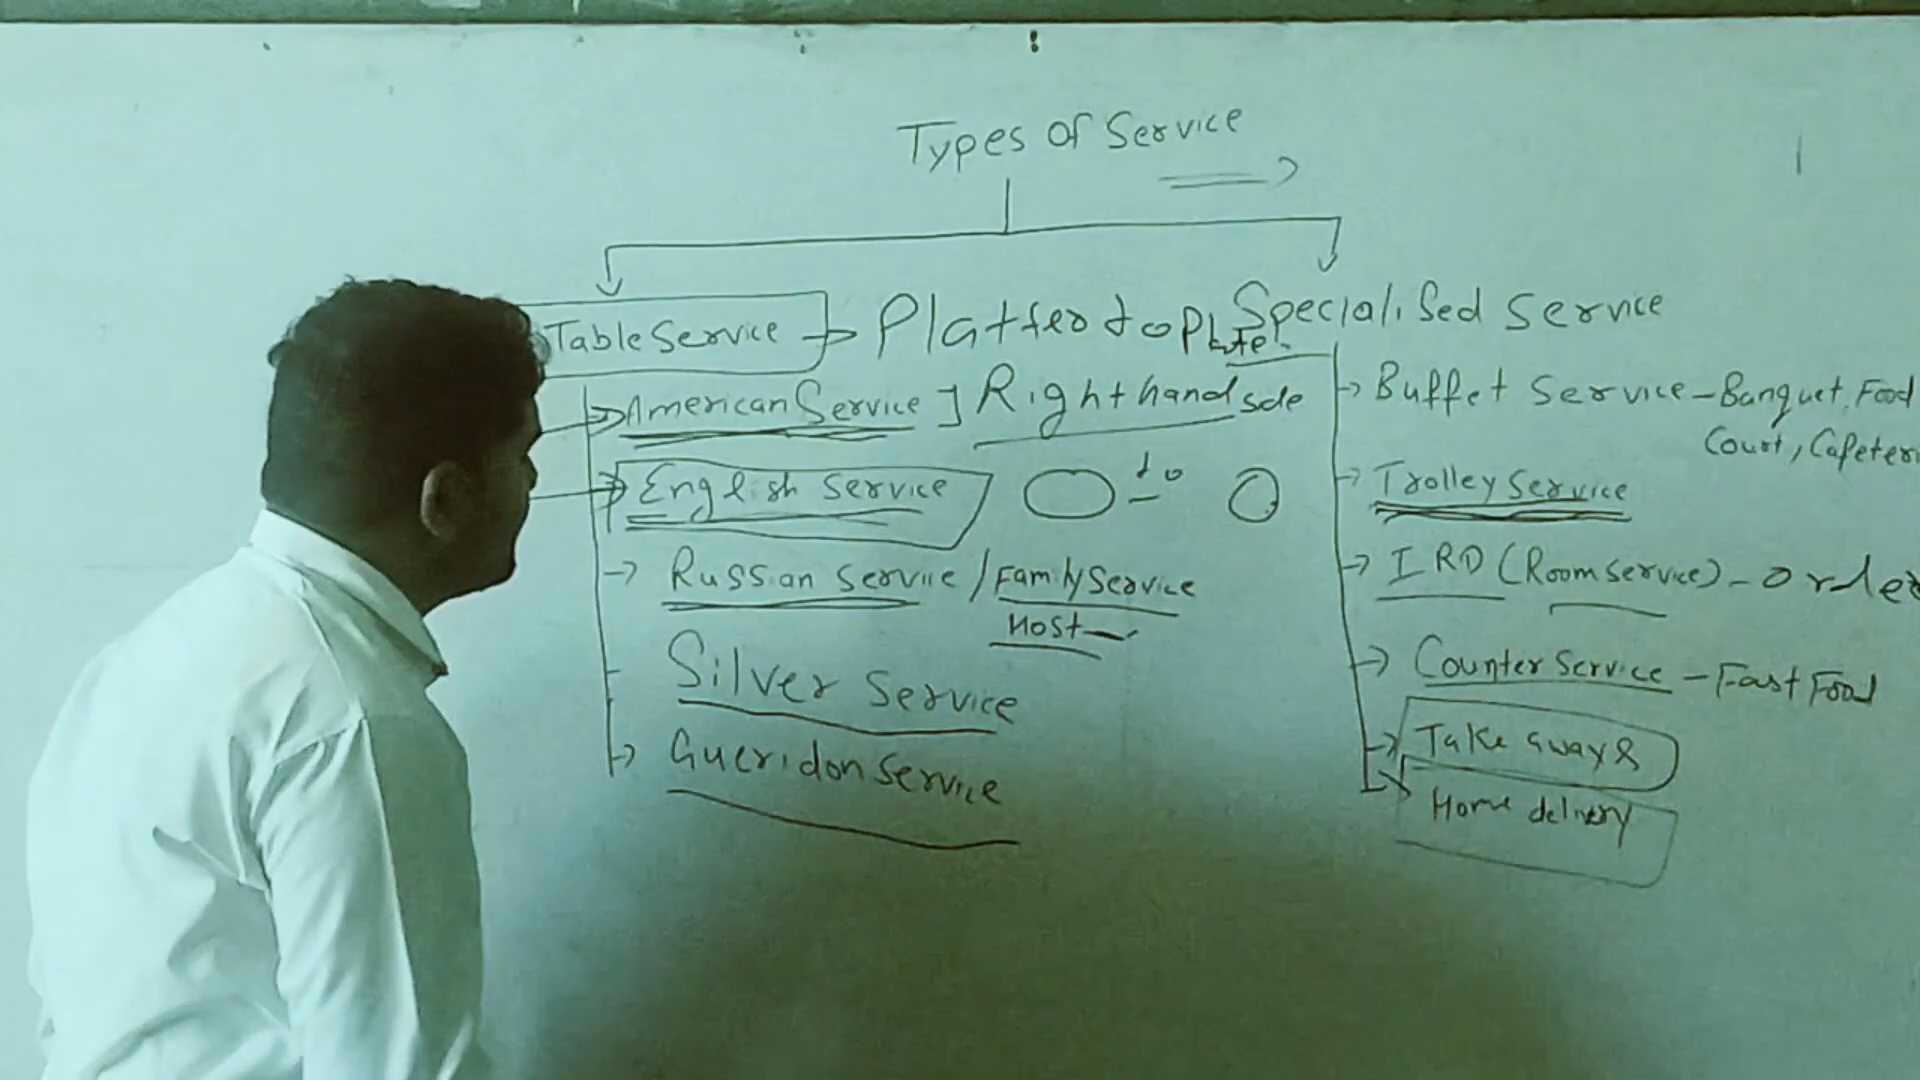 Types of Service
Table Service → Platter to Plate
American Service ] Right hand side
English Service
to
Russian Service / Family Service
Host
Silver Service
Gueridon Service
Specialised Service
Buffet Service - Banquet, Food
Court, Cafeteri
Trolley Service
IRD (Room Service) - Order
Counter Service - Fast Food
Take away &
Home delivery